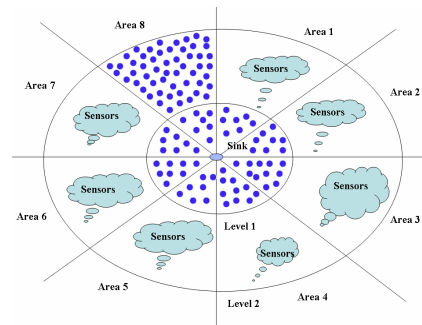 Area 8
Area 1
Area 7
Area 2
Sensors
Sensors
Sensors
Sensors
Sink
Sensors
Sensors
Area 6
Area 3
Sensors
Level 1
Sensors
Area 5
Level 2
Area 4